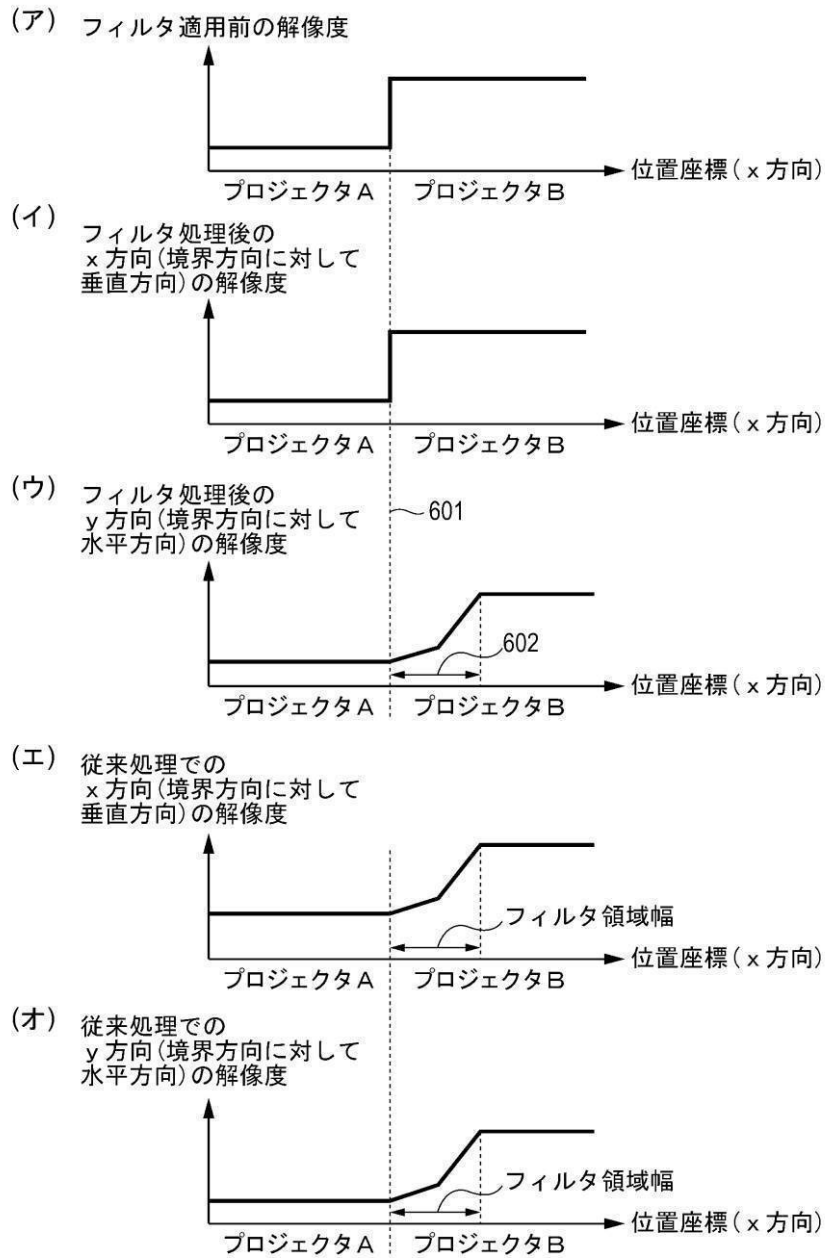 (ア) フィルタ適用前の解像度
位置座標(x方向)
プロジェクタA プロジェクタB
(イ) フィルタ処理後の
x方向(境界方向に対して
垂直方向)の解像度
位置座標(x方向)
プロジェクタA プロジェクタB
(ウ) フィルタ処理後の
y方向(境界方向に対して
水平方向)の解像度
601
602
位置座標(x方向)
プロジェクタA プロジェクタB
(エ) 従来処理での
x方向(境界方向に対して
垂直方向)の解像度
フィルタ領域幅
位置座標(x方向)
プロジェクタA プロジェクタB
(オ) 従来処理での
y方向(境界方向に対して
水平方向)の解像度
フィルタ領域幅
位置座標(x方向)
プロジェクタA プロジェクタB